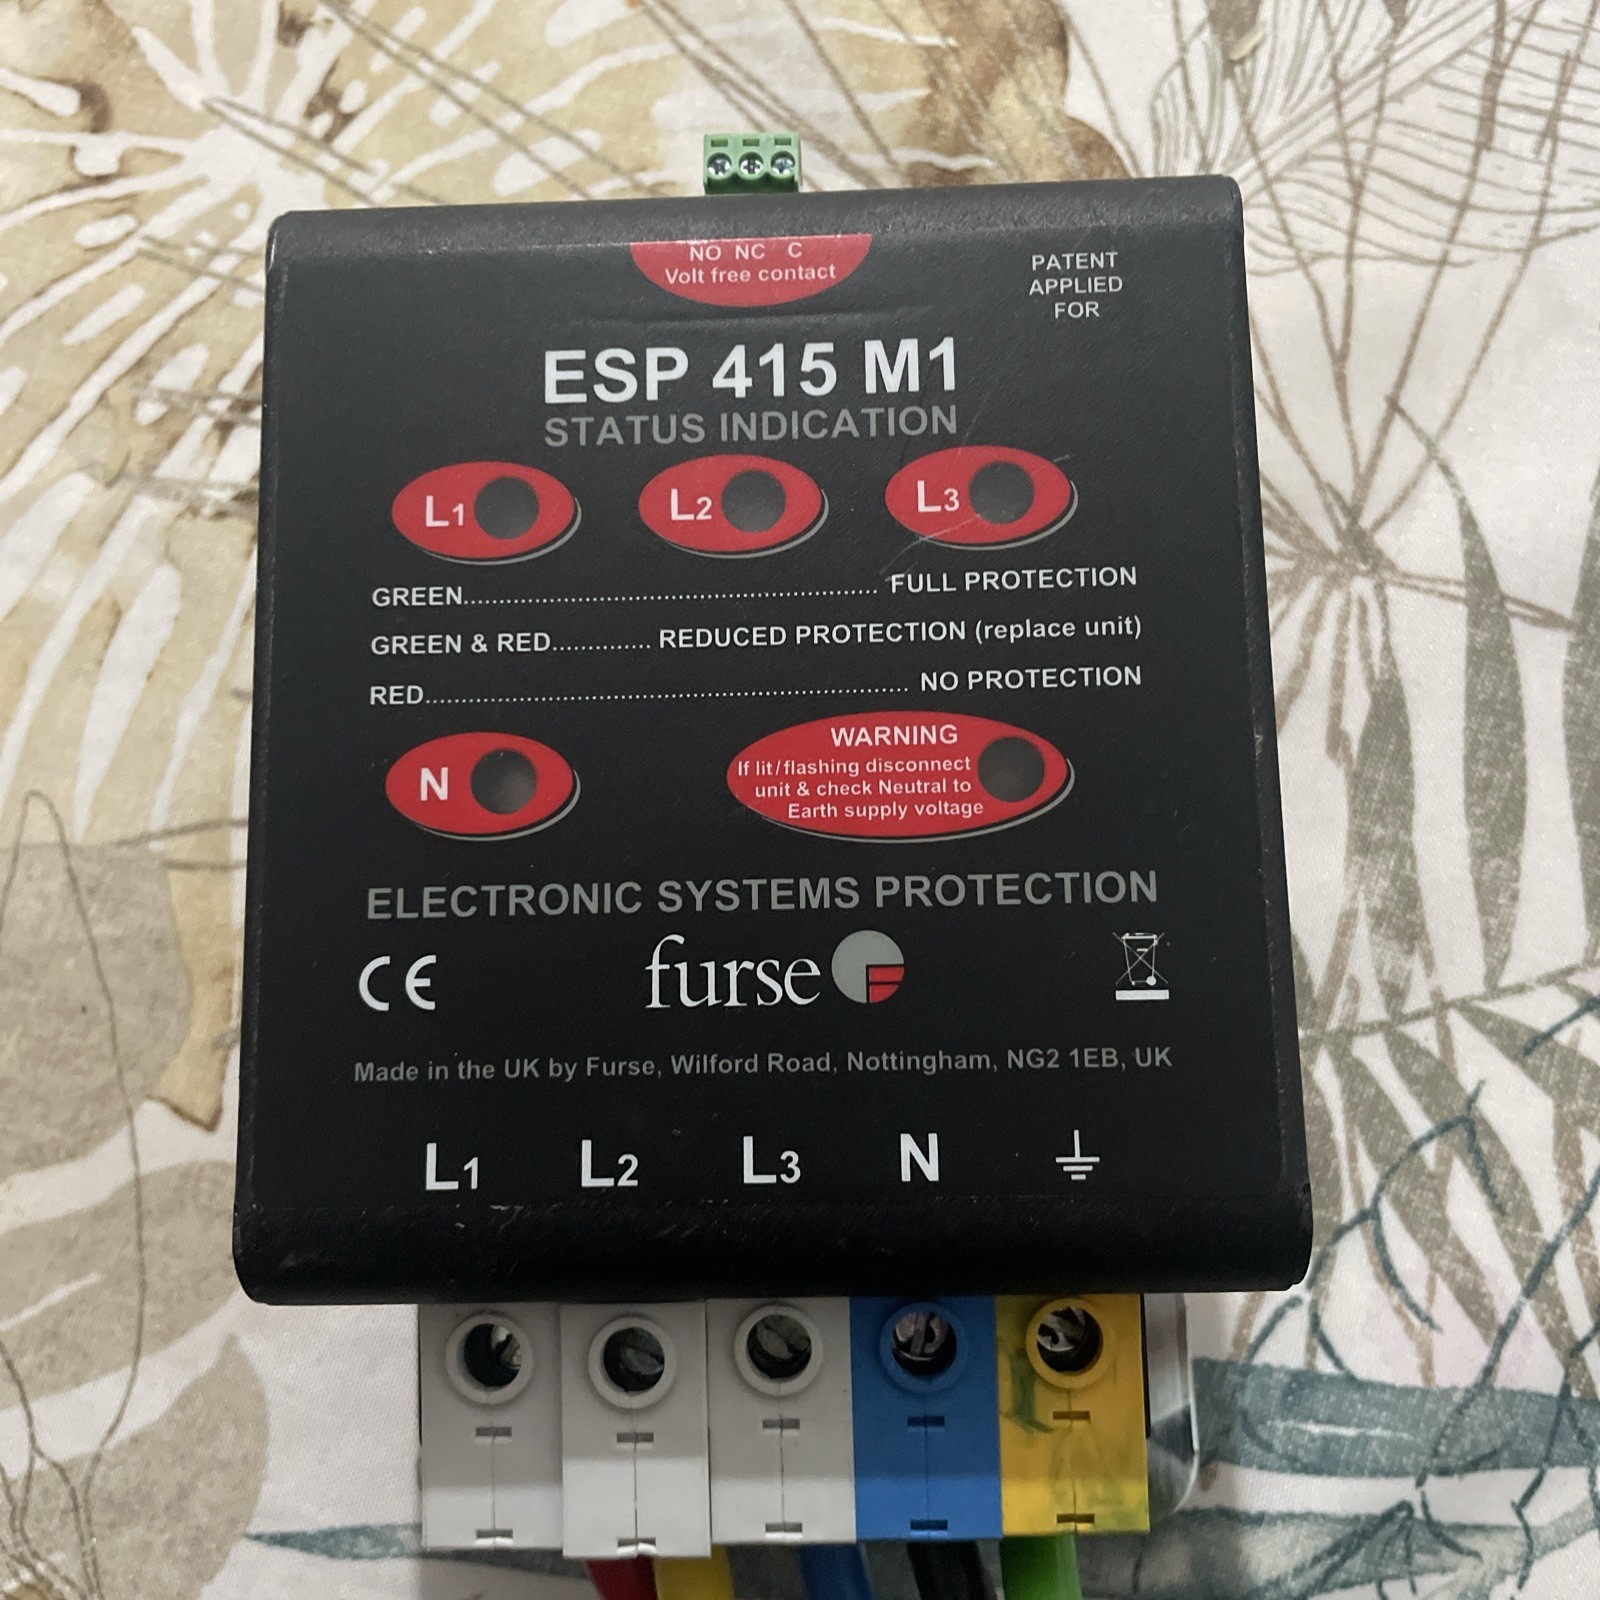 NO NC C
Volt free contact
PATENT
APPLIED
FOR
ESP 415 M1
STATUS INDICATION
L1
L2
L3
GREEN.......................................................... FULL PROTECTION
GREEN & RED.............. REDUCED PROTECTION (replace unit)
RED.................................................................... NO PROTECTION
N
WARNING
If lit/flashing disconnect
unit & check Neutral to
Earth supply voltage
ELECTRONIC SYSTEMS PROTECTION
CE
furse
Made in the UK by Furse, Wilford Road, Nottingham, NG2 1EB, UK
L1 L2 L3 N